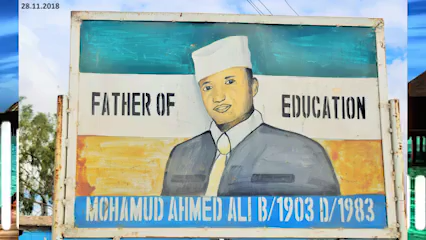 28.11.2018
FATHER OF EDUCATION
MOHAMUD AHMED ALI B/1903 D/1983